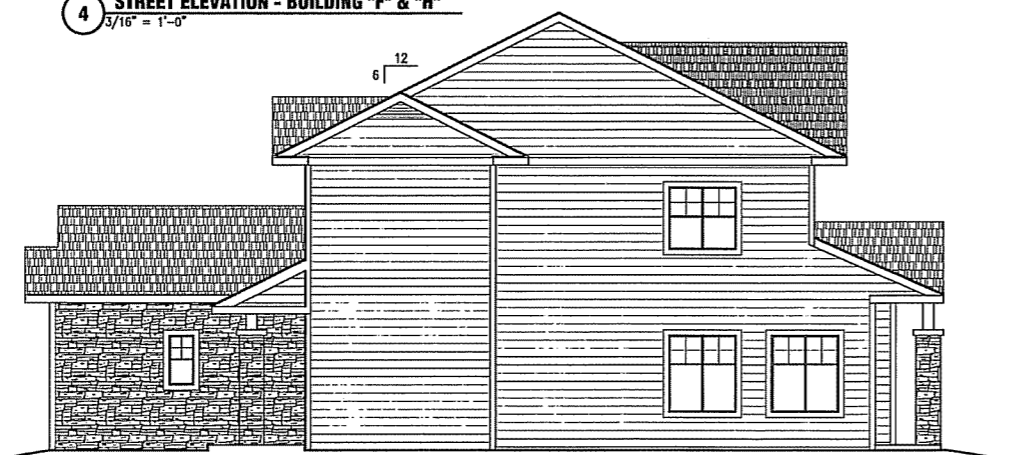 4 STREET ELEVATION - BUILDING "F" & "H"
3/16" = 1'-0"
12
6